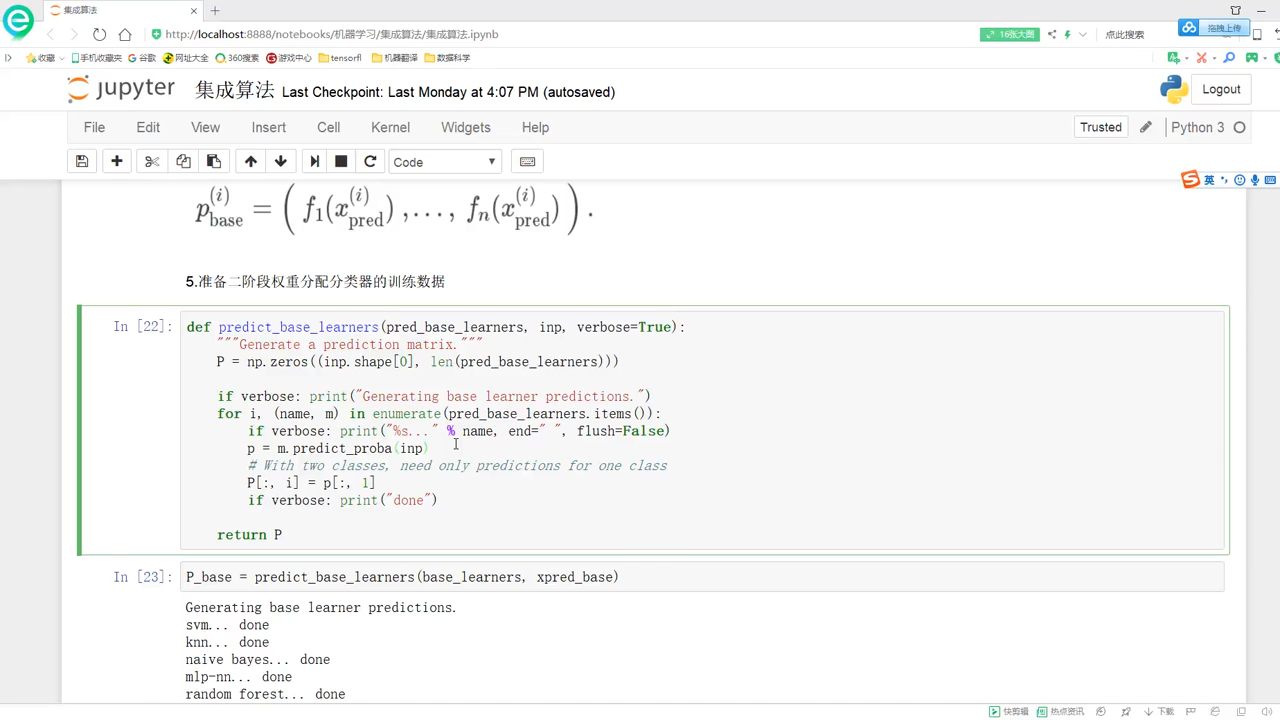 集成算法
http://localhost:8888/notebooks/机器学习/集成算法/集成算法.ipynb
16张大图
点此搜索
拖拽上传
收藏 手机收藏夹 谷歌 网址大全 360搜索 游戏中心 tensorfl 机器翻译 数据科学
jupyter 集成算法 Last Checkpoint: Last Monday at 4:07 PM (autosaved)
Logout
File Edit View Insert Cell Kernel Widgets Help
Trusted Python 3
Code
英
p_base^(i) = ( f_1(x_pred^(i)) , ..., f_n(x_pred^(i)) ) .
5.准备二阶段权重分配分类器的训练数据
In [22]: def predict_base_learners(pred_base_learners, inp, verbose=True):
"""Generate a prediction matrix."""
P = np.zeros((inp.shape[0], len(pred_base_learners)))
if verbose: print("Generating base learner predictions.")
for i, (name, m) in enumerate(pred_base_learners.items()):
if verbose: print("%s..." % name, end=" ", flush=False)
p = m.predict_proba(inp)
# With two classes, need only predictions for one class
P[:, i] = p[:, 1]
if verbose: print("done")
return P
In [23]: P_base = predict_base_learners(base_learners, xpred_base)
Generating base learner predictions.
svm... done
knn... done
naive bayes... done
mlp-nn... done
random forest... done
快剪辑 热点资讯 下载